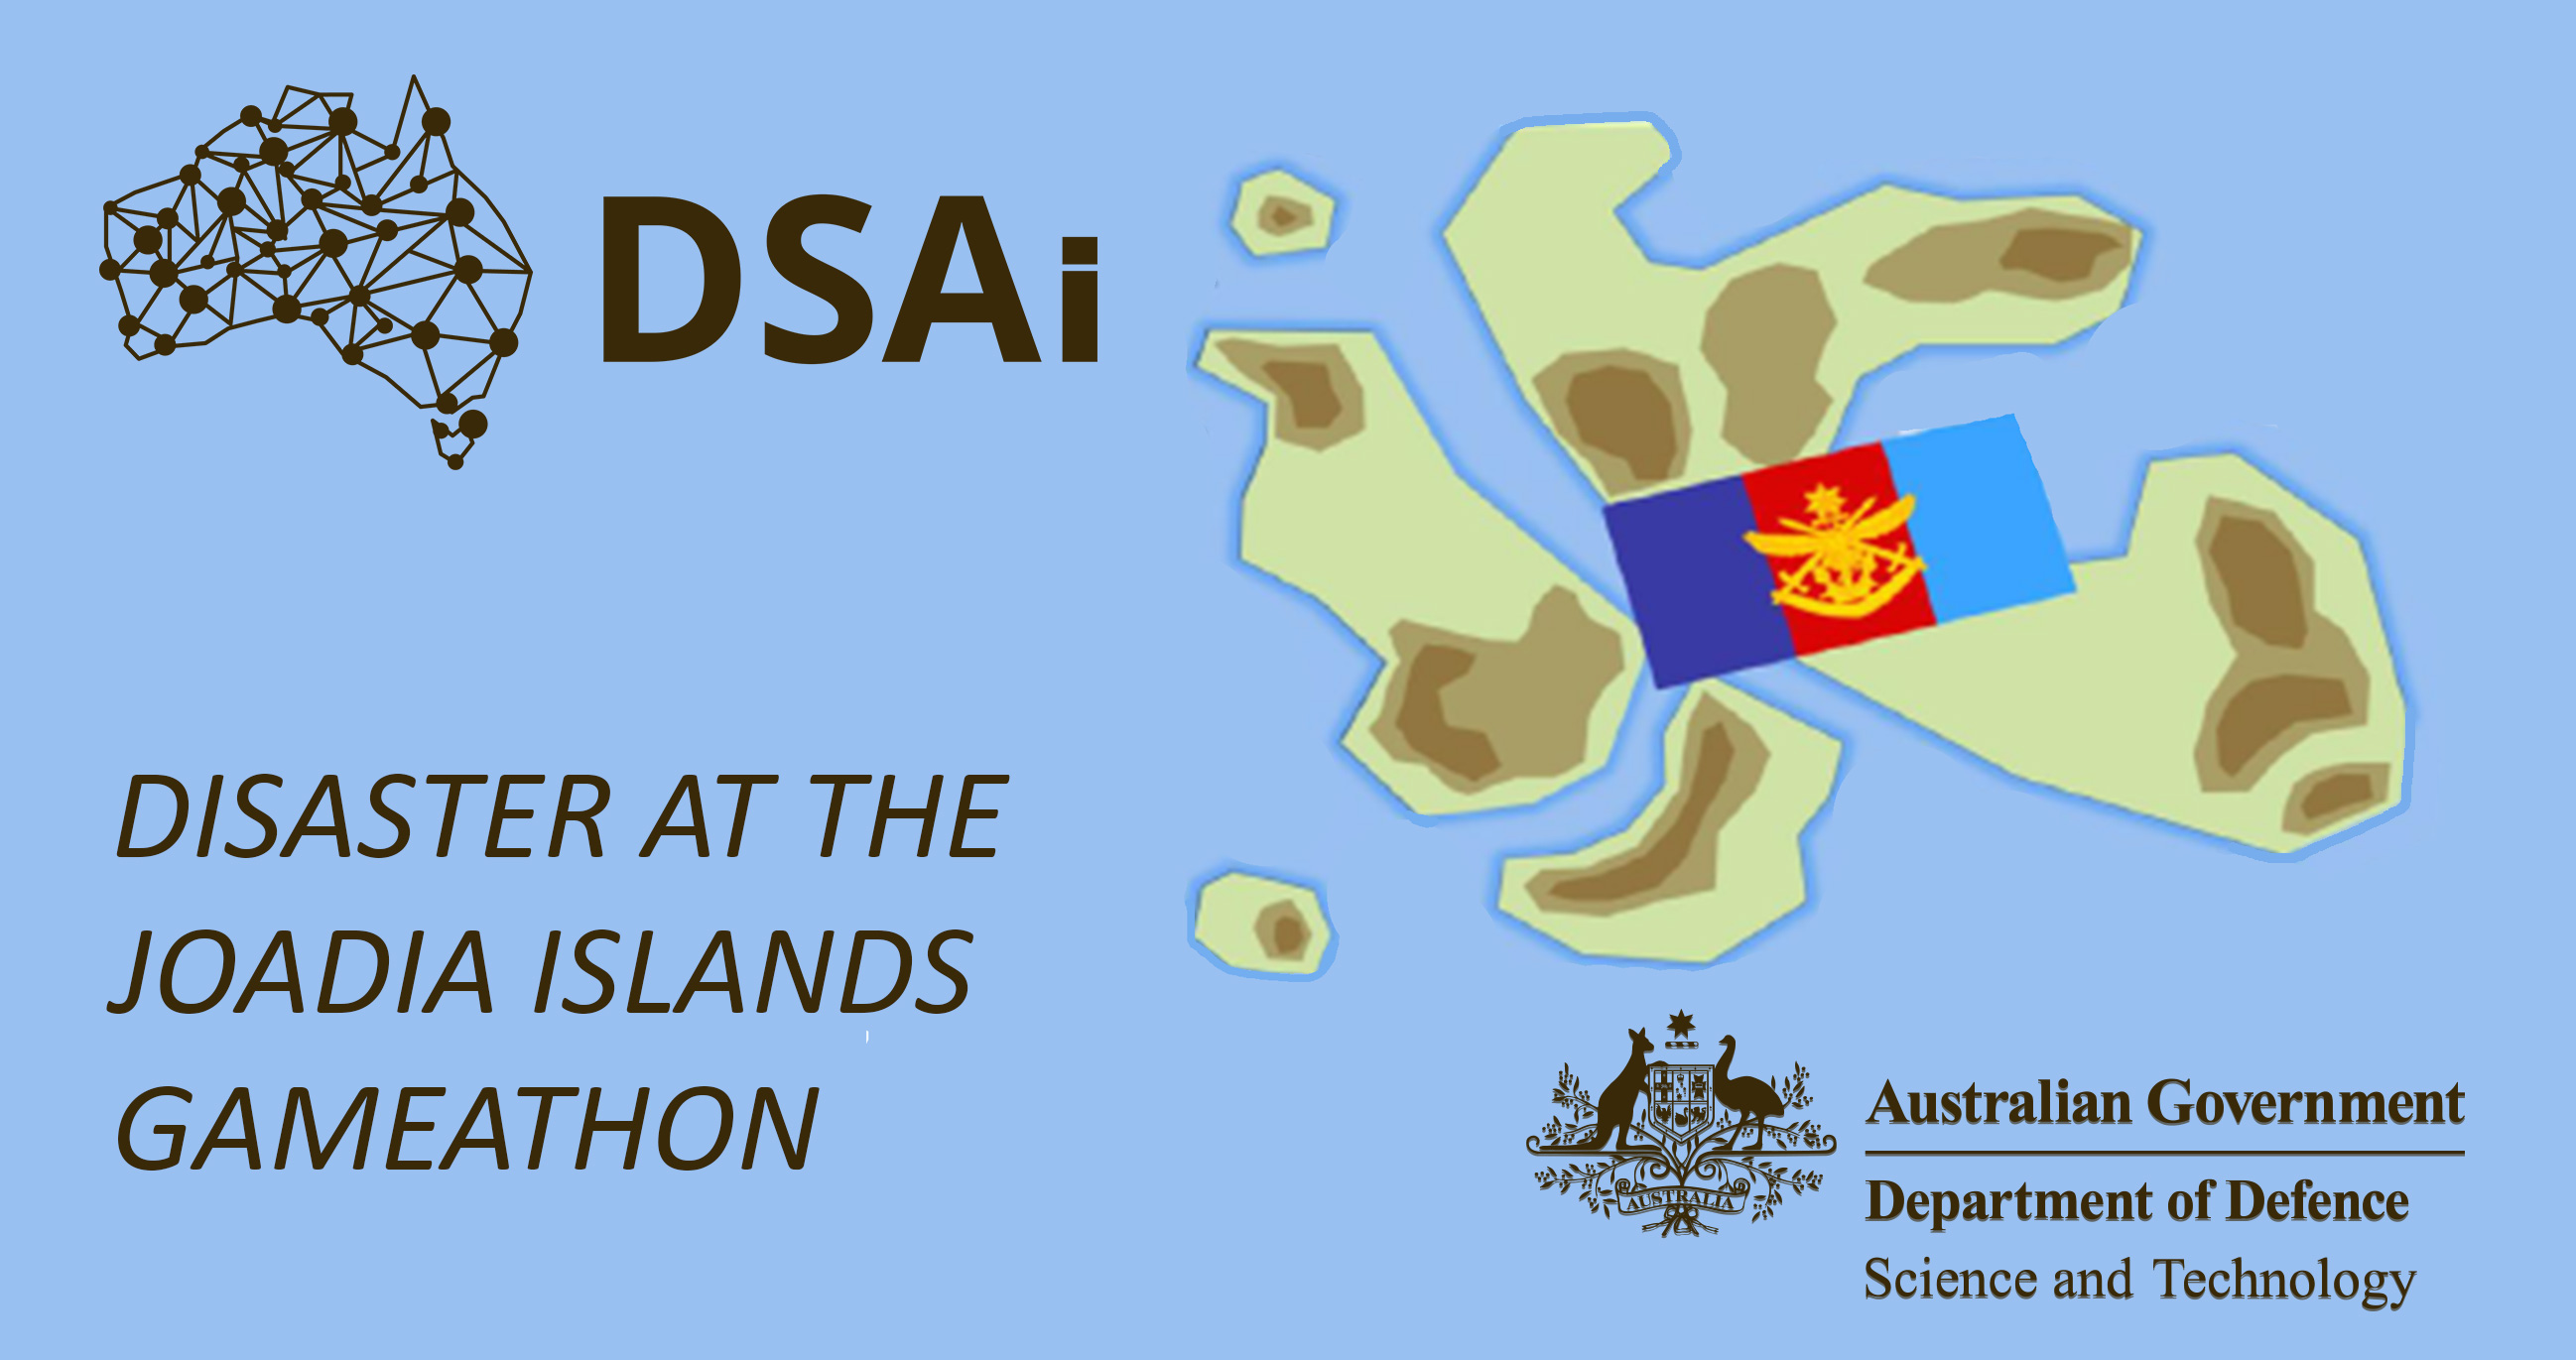 DSAi
DISASTER AT THE
JOADIA ISLANDS
GAMEATHON
AUSTRALIA
Australian Government
Department of Defence
Science and Technology